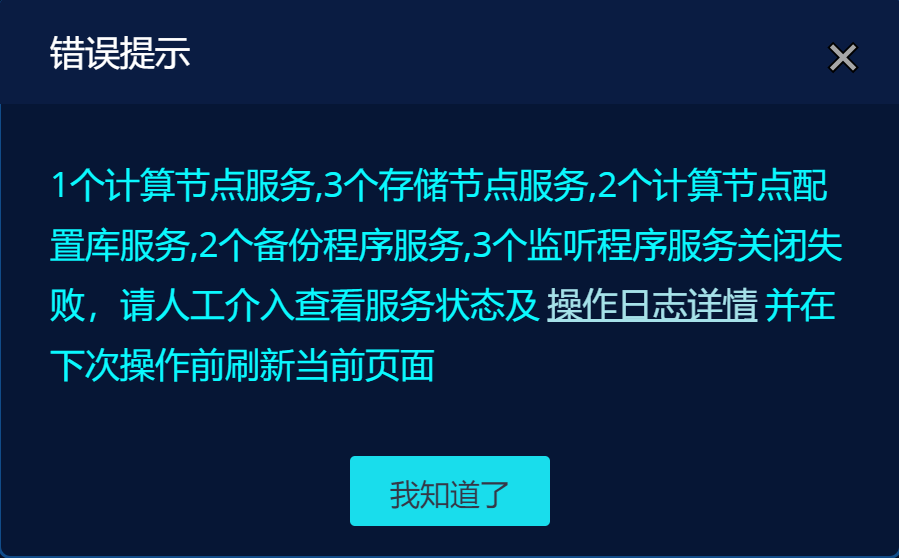 错误提示
1个计算节点服务,3个存储节点服务,2个计算节点配
置库服务,2个备份程序服务,3个监听程序服务关闭失
败，请人工介入查看服务状态及 操作日志详情 并在
下次操作前刷新当前页面
我知道了